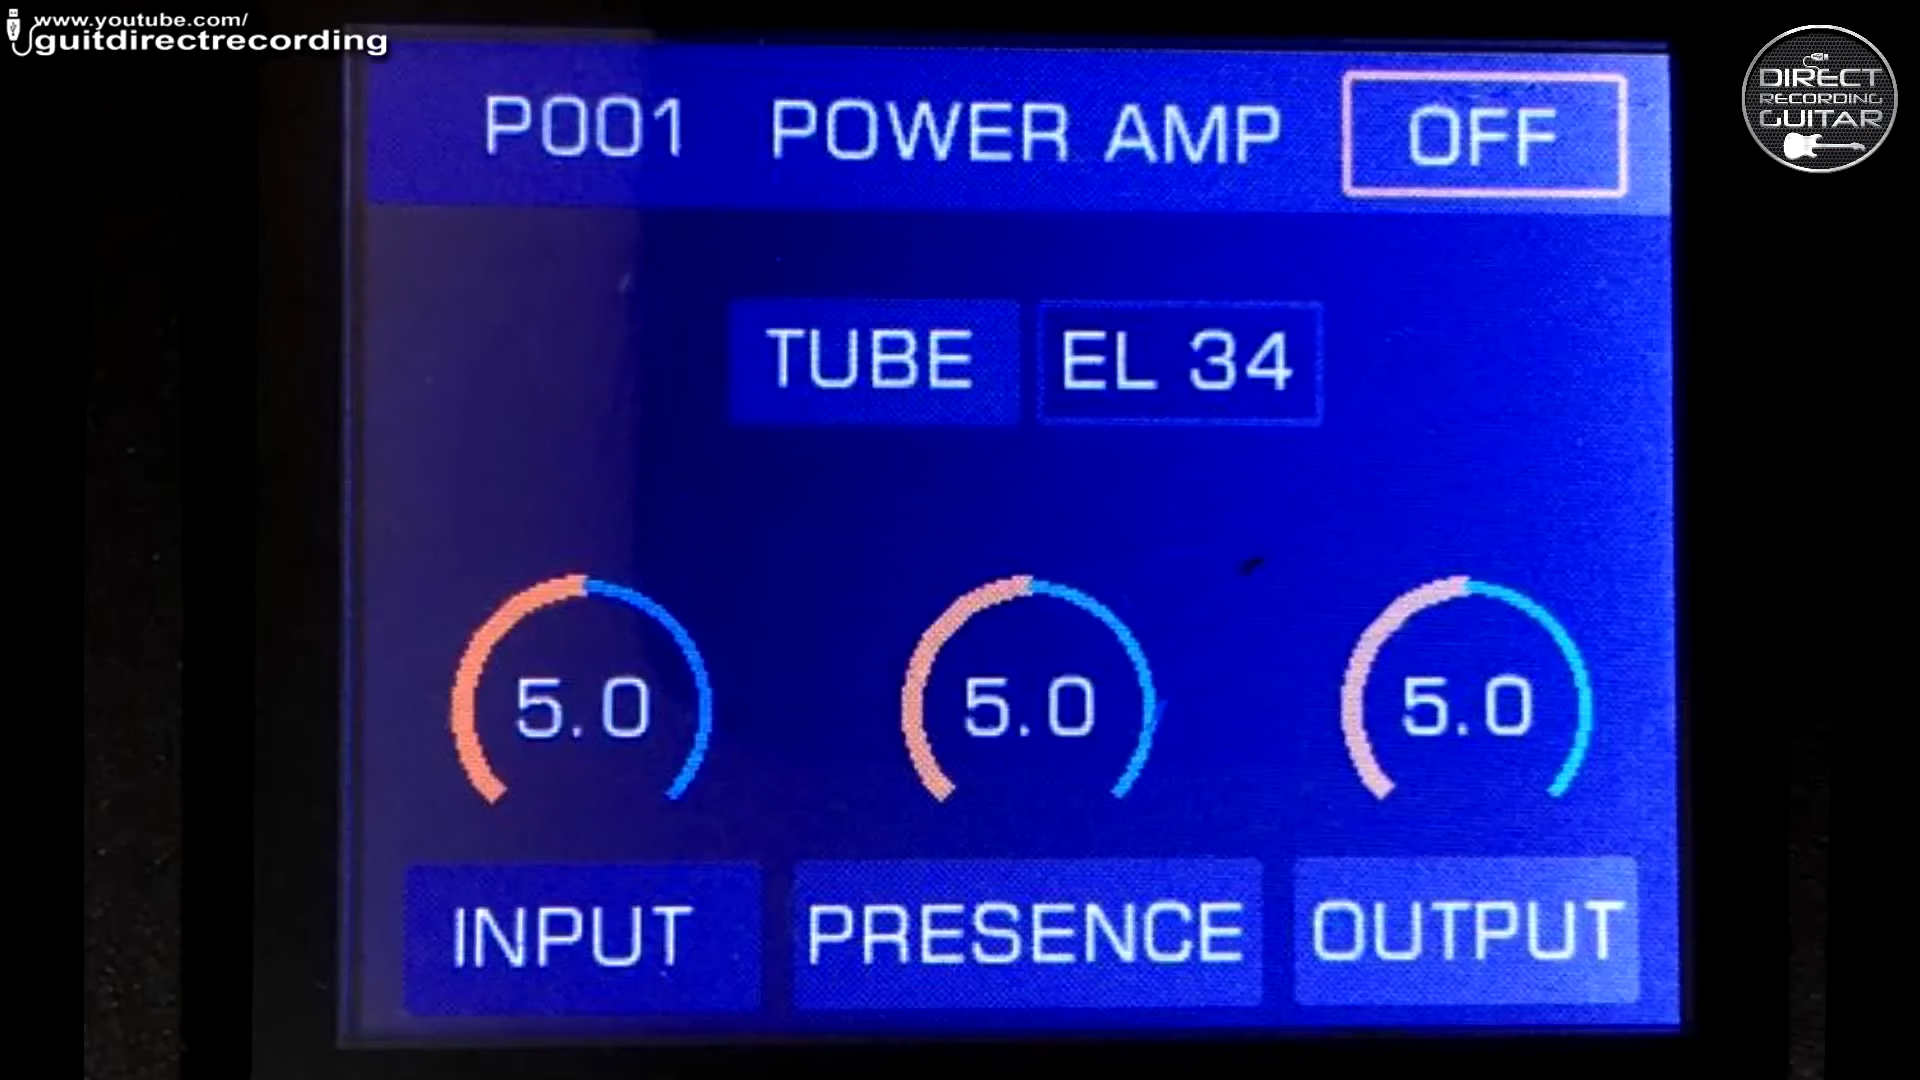 www.youtube.com/
guitdirectrecording
DIRECT
RECORDING
GUITAR
P001 POWER AMP OFF
TUBE EL 34
5.0 5.0 5.0
INPUT PRESENCE OUTPUT